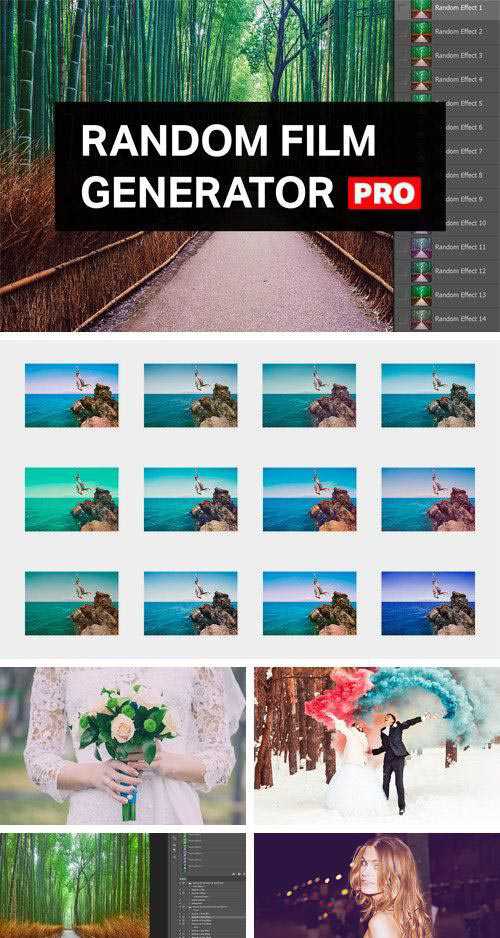 Random Effect 1
Random Effect 2
Random Effect 3
Random Effect 4
Random Effect 5
Random Effect 6
Random Effect 7
Random Effect 8
Random Effect 9
Random Effect 10
Random Effect 11
Random Effect 12
Random Effect 13
Random Effect 14
RANDOM FILM
GENERATOR PRO